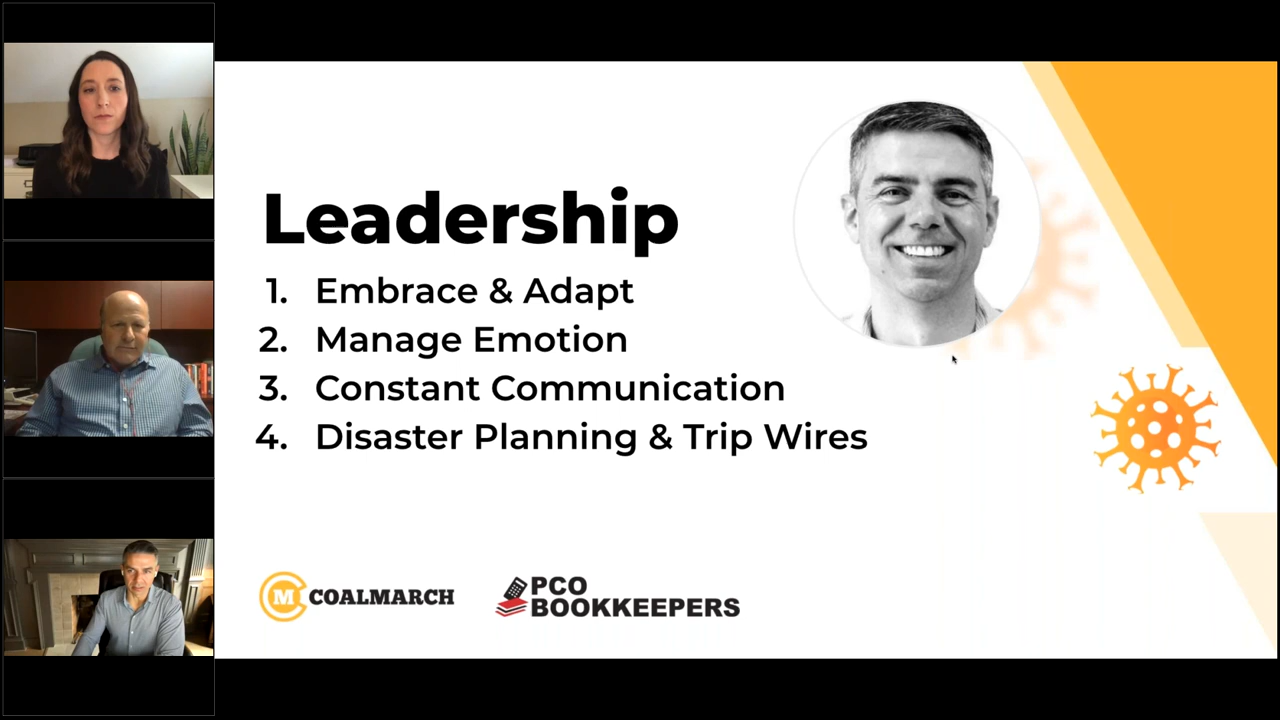 Leadership
1. Embrace & Adapt
2. Manage Emotion
3. Constant Communication
4. Disaster Planning & Trip Wires
M COALMARCH
PCO
BOOKKEEPERS